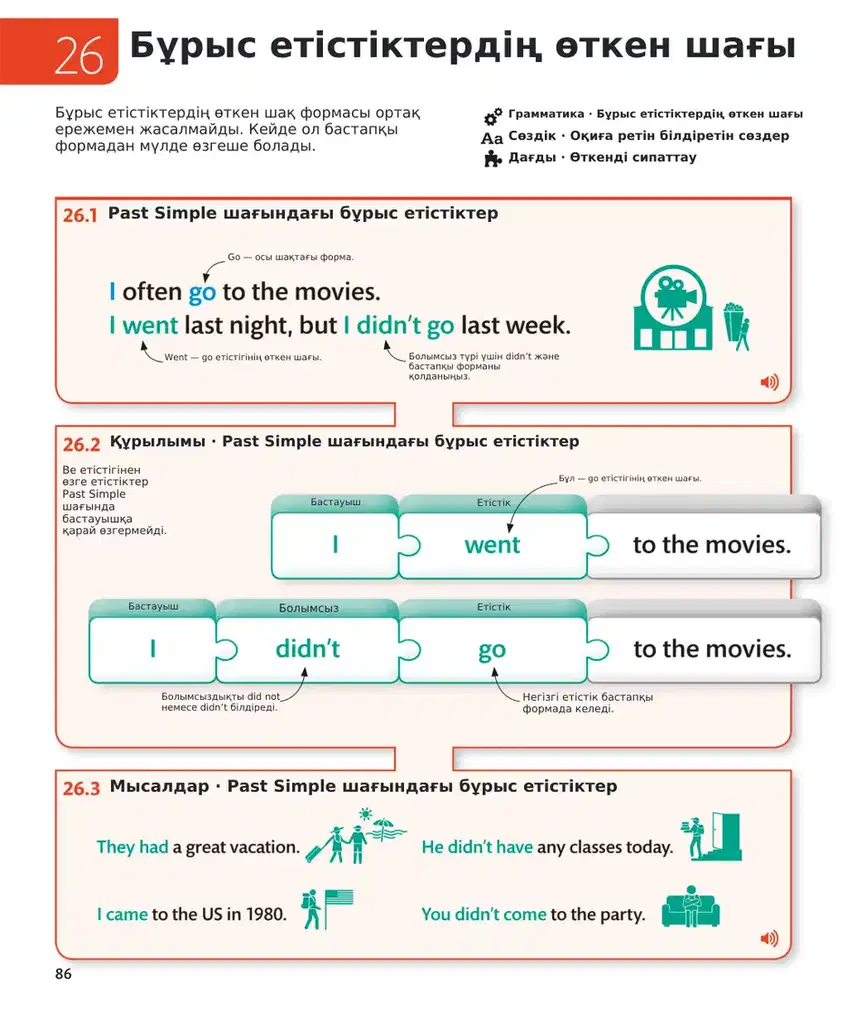 26 Бұрыс етістіктердің өткен шағы
Бұрыс етістіктердің өткен шақ формасы ортақ
ережемен жасалмайды. Кейде ол бастапқы
формадан мүлде өзгеше болады.
Грамматика · Бұрыс етістіктердің өткен шағы
Aa Сөздік · Оқиға ретін білдіретін сөздер
Дағды · Өткенді сипаттау
26.1 Past Simple шағындағы бұрыс етістіктер
Go — осы шақтағы форма.
I often go to the movies.
I went last night, but I didn't go last week.
Went — go етістігінің өткен шағы.
Болымсыз түрі үшін didn't және
бастапқы форманы
қолданыңыз.
26.2 Құрылымы · Past Simple шағындағы бұрыс етістіктер
Be етістігінен
өзге етістіктер
Past Simple
шағында
бастауышқа
қарай өзгермейді.
Бұл — go етістігінің өткен шағы.
Бастауыш Етістік
I went to the movies.
Бастауыш Болымсыз Етістік
I didn't go to the movies.
Болымсыздықты did not
немесе didn't білдіреді.
Негізгі етістік бастапқы
формада келеді.
26.3 Мысалдар · Past Simple шағындағы бұрыс етістіктер
They had a great vacation.
He didn't have any classes today.
I came to the US in 1980.
You didn't come to the party.
86